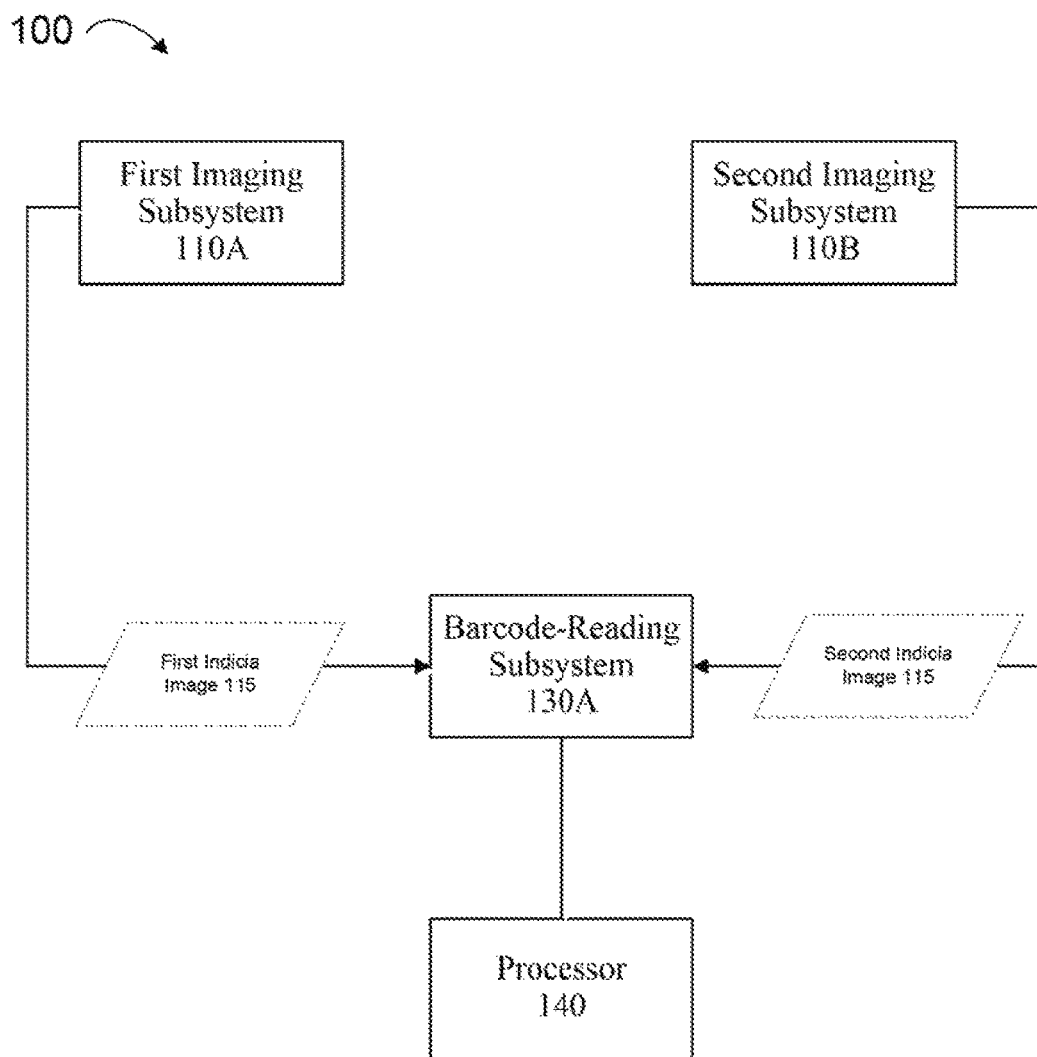 100
First Imaging
Subsystem
110A
Second Imaging
Subsystem
110B
First Indicia
Image 115
Barcode-Reading
Subsystem
130A
Second Indicia
Image 115
Processor
140